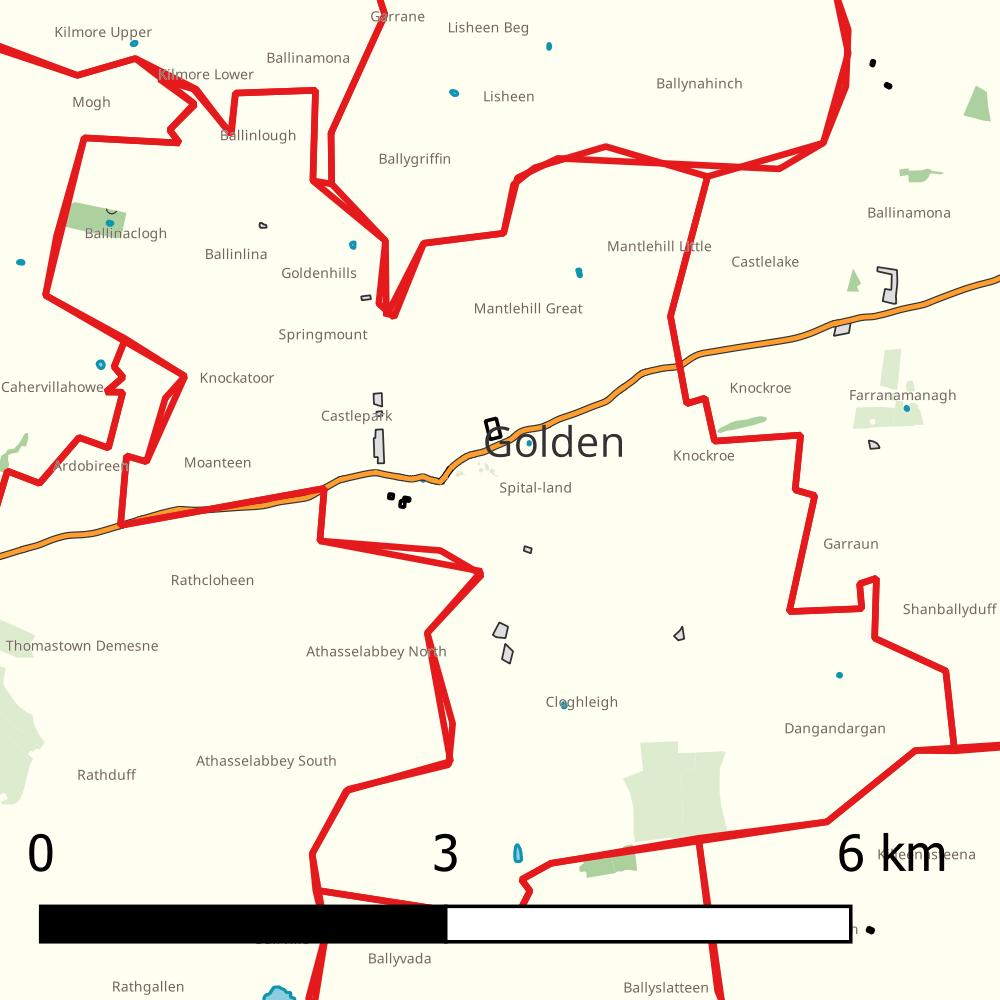 Garrane
Lisheen Beg
Kilmore Upper
Ballinamona
Kilmore Lower
Ballynahinch
Lisheen
Mogh
Ballinlough
Ballygriffin
Ballinamona
Ballinaclogh
Mantlehill Little
Ballinlina
Castlelake
Goldenhills
Mantlehill Great
Springmount
Knockatoor
Cahervillahowe
Knockroe
Farranamanagh
Castlepark
Golden
Knockroe
Moanteen
Ardobireen
Spital-land
Garraun
Rathcloheen
Shanballyduff
Thomastown Demesne
Athasselabbey North
Cloghleigh
Dangandargan
Athasselabbey South
Rathduff
0 3 6 km
Ballyvada
Rathgallen
Ballyslatteen